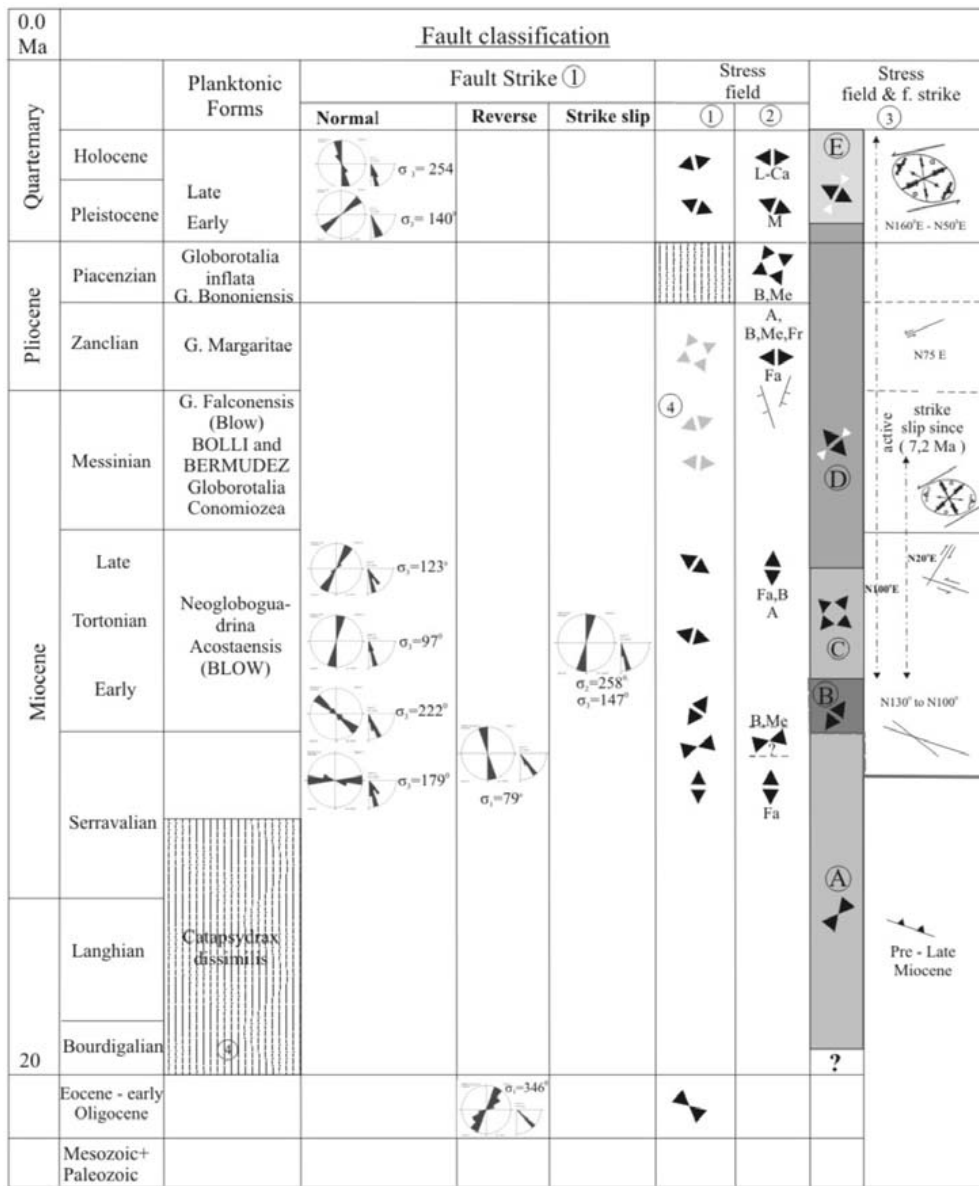 0.0
Ma
Fault classification
Planktonic
Forms
Fault Strike ①
Stress
field
Stress
field & f. strike
Normal
Reverse
Strike slip
①
②
③
Quarternary
Holocene
Pleistocene
Late
Early
σ₃= 254
σ₃= 140°
L-Ca
M
E
N160°E - N50°E
Pliocene
Piacenzian
Globorotalia
inflata
G. Bononiensis
B,Me
Zanclian
G. Margaritae
A,
B,Me,Fr
Fa
N75 E
Miocene
Messinian
G. Falconensis
(Blow)
BOLLI and
BERMUDEZ
Globorotalia
Conomiozea
④
D
active
strike
slip since
( 7,2 Ma )
Late
Tortonian
Early
Neoglobogua-
drina
Acostaensis
(BLOW)
σ₃=123°
σ₃=97°
σ₃=222°
σ₂=258°
σ₃=147°
Fa,B
A
C
N20°E
N100°E
B
N130° to N100°
B,Me
?
Serravalian
σ₃=179°
σ₁=79°
Fa
A
Langhian
Catapsydrax
dissimilis
Pre - Late
Miocene
20
Bourdigalian
④
?
Eocene - early
Oligocene
σ₁=346°
Mesozoic+
Paleozoic